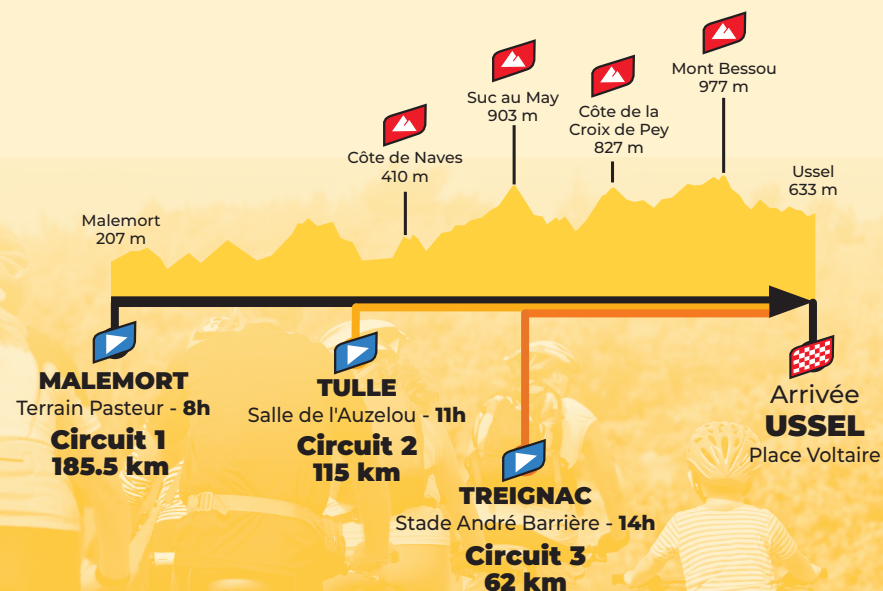 Mont Bessou
977 m
Suc au May
903 m
Côte de la
Croix de Pey
827 m
Côte de Naves
410 m
Ussel
633 m
Malemort
207 m
MALEMORT
Terrain Pasteur - 8h
Circuit 1
185.5 km
TULLE
Salle de l'Auzelou - 11h
Circuit 2
115 km
TREIGNAC
Stade André Barrière - 14h
Circuit 3
62 km
Arrivée
USSEL
Place Voltaire